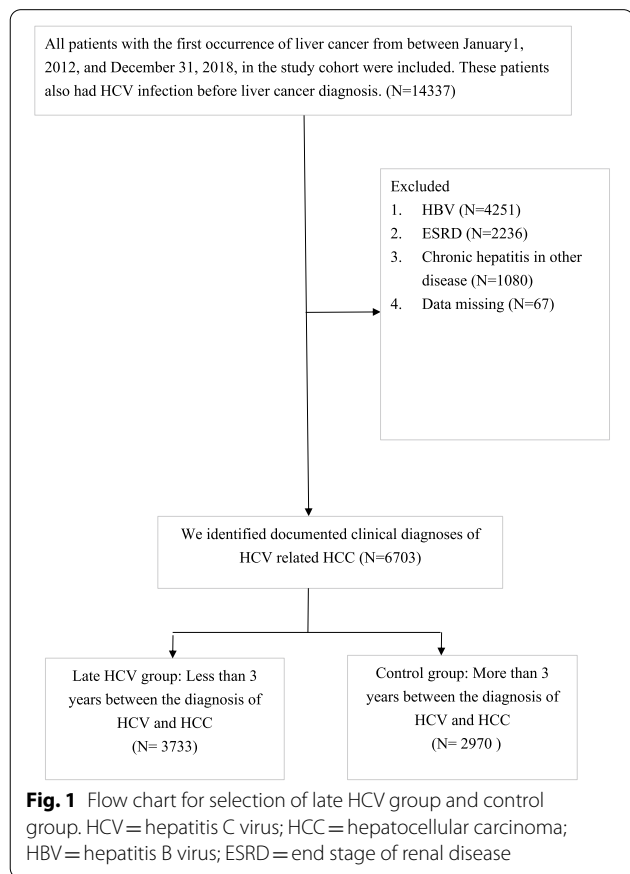 All patients with the first occurrence of liver cancer from between January1,
2012, and December 31, 2018, in the study cohort were included. These patients
also had HCV infection before liver cancer diagnosis. (N=14337)
Excluded
1. HBV (N=4251)
2. ESRD (N=2236)
3. Chronic hepatitis in other
disease (N=1080)
4. Data missing (N=67)
We identified documented clinical diagnoses of
HCV related HCC (N=6703)
Late HCV group: Less than 3
years between the diagnosis of
HCV and HCC
(N= 3733)
Control group: More than 3
years between the diagnosis of
HCV and HCC
(N= 2970 )
Fig. 1 Flow chart for selection of late HCV group and control
group. HCV = hepatitis C virus; HCC = hepatocellular carcinoma;
HBV = hepatitis B virus; ESRD = end stage of renal disease